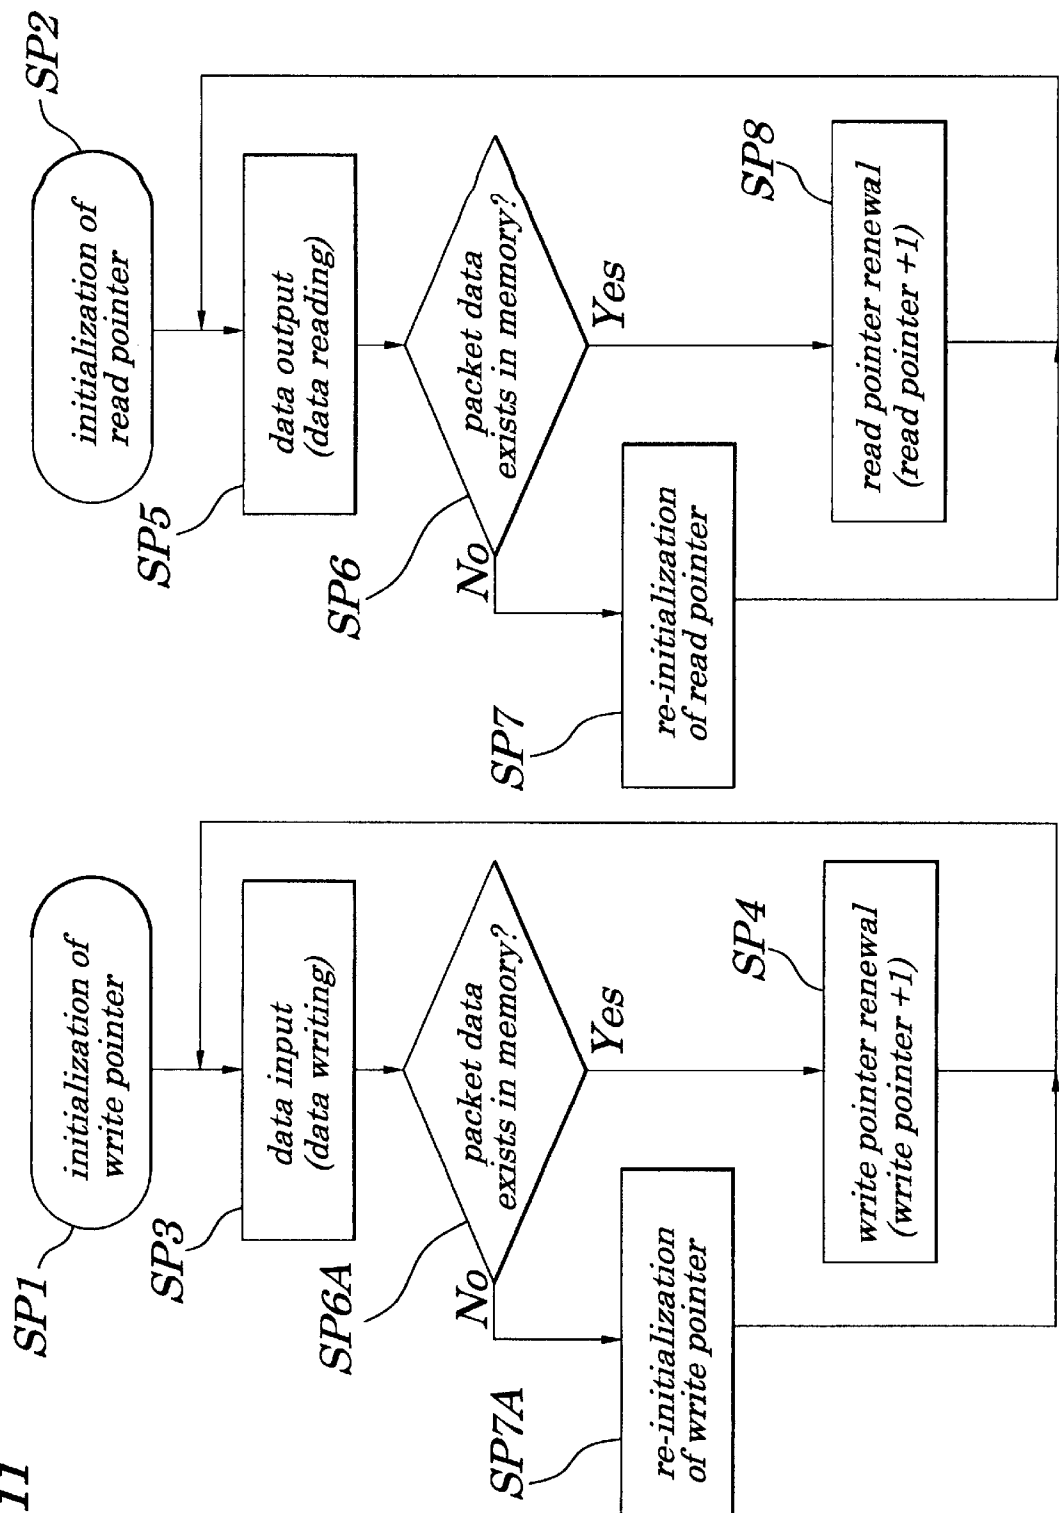 11
SP1
initialization of
write pointer
SP3
data input
(data writing)
SP6A
packet data
exists in memory?
No
Yes
SP7A
re-initialization
of write pointer
SP4
write pointer renewal
(write pointer +1)
SP2
initialization of
read pointer
SP5
data output
(data reading)
SP6
packet data
exists in memory?
No
Yes
SP7
re-initialization
of read pointer
SP8
read pointer renewal
(read pointer +1)